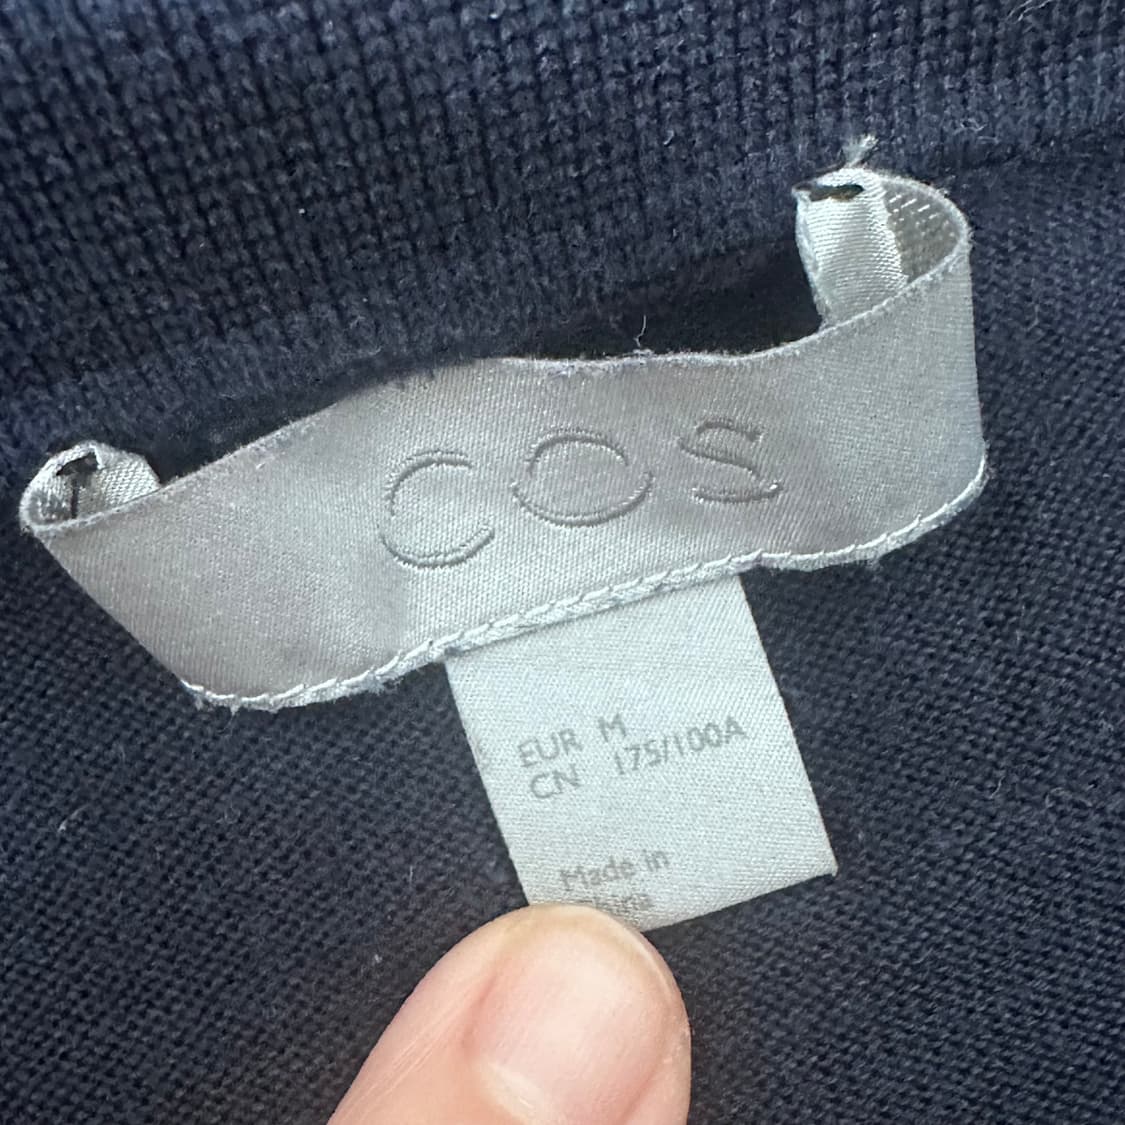 COS
EUR M
CN 175/100A
Made in